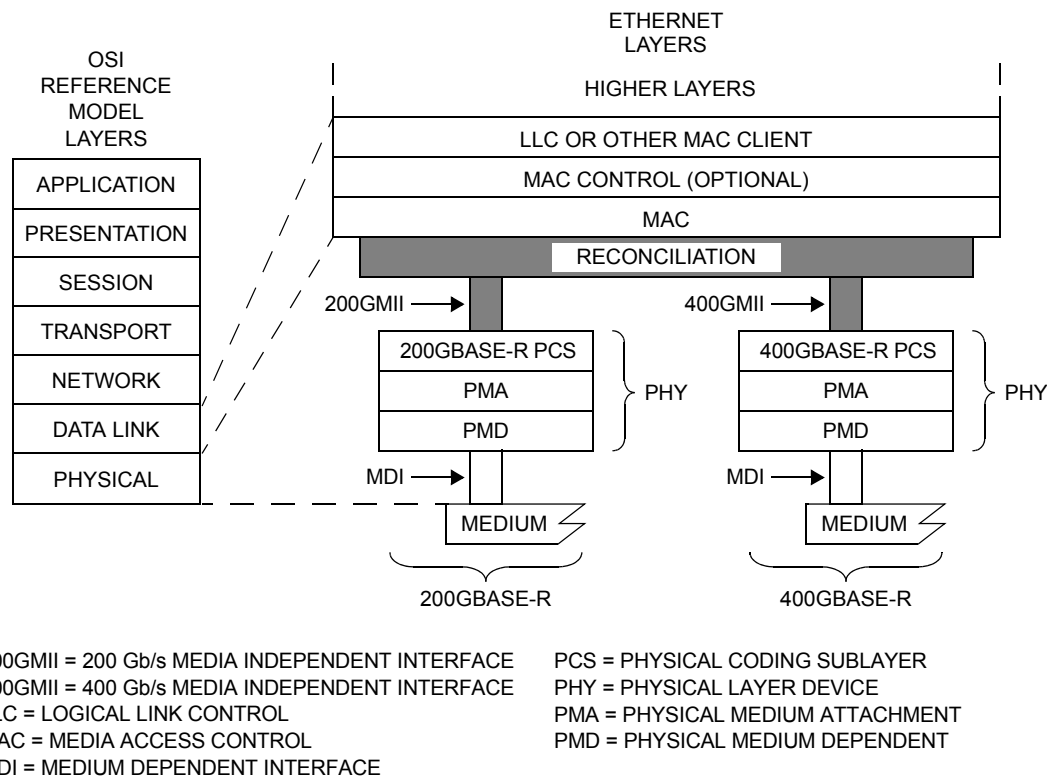 ETHERNET
LAYERS
OSI
REFERENCE
MODEL
LAYERS
HIGHER LAYERS
LLC OR OTHER MAC CLIENT
MAC CONTROL (OPTIONAL)
MAC
RECONCILIATION
APPLICATION
PRESENTATION
SESSION
TRANSPORT
NETWORK
DATA LINK
PHYSICAL
200GMII
400GMII
200GBASE-R PCS
PMA
PMD
PHY
400GBASE-R PCS
PMA
PMD
PHY
MDI
MDI
MEDIUM
MEDIUM
200GBASE-R
400GBASE-R
00GMII = 200 Gb/s MEDIA INDEPENDENT INTERFACE
00GMII = 400 Gb/s MEDIA INDEPENDENT INTERFACE
LC = LOGICAL LINK CONTROL
AC = MEDIA ACCESS CONTROL
DI = MEDIUM DEPENDENT INTERFACE
PCS = PHYSICAL CODING SUBLAYER
PHY = PHYSICAL LAYER DEVICE
PMA = PHYSICAL MEDIUM ATTACHMENT
PMD = PHYSICAL MEDIUM DEPENDENT